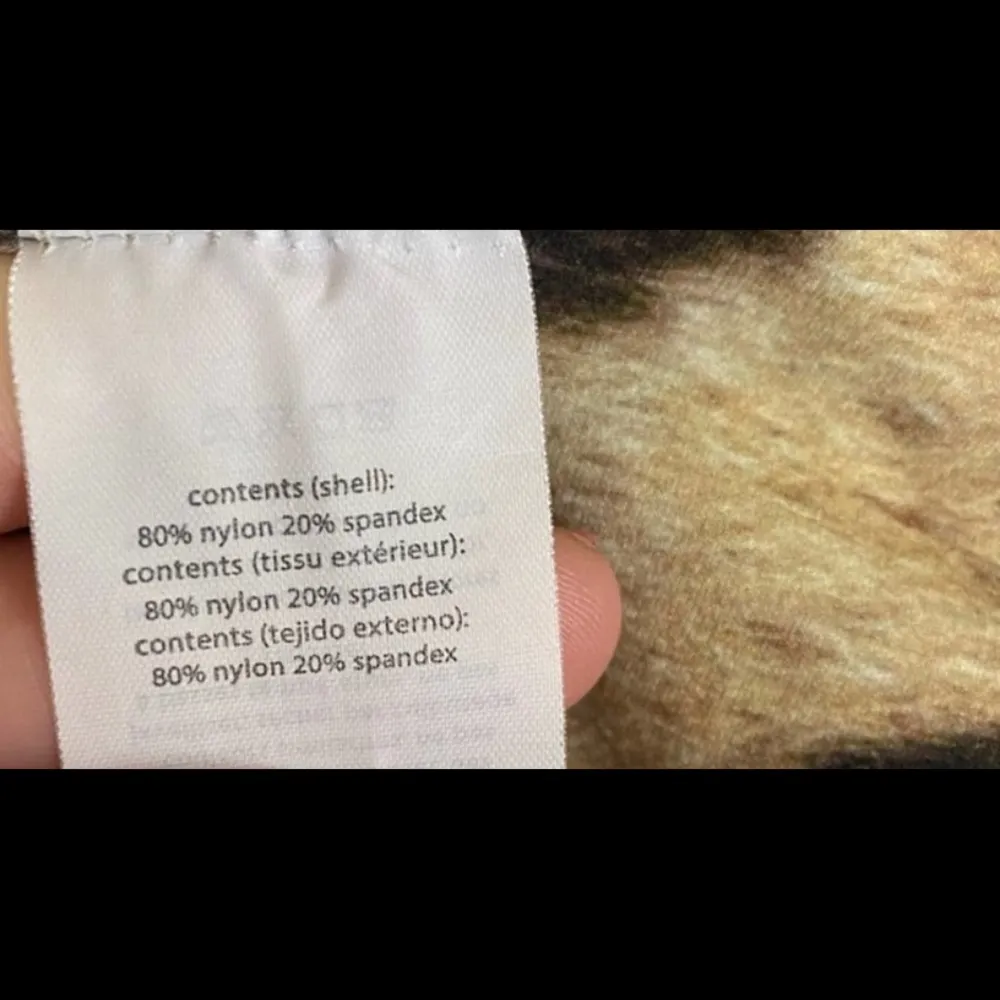 contents (shell):
80% nylon 20% spandex
contents (tissu extérieur):
80% nylon 20% spandex
contents (tejido externo):
80% nylon 20% spandex